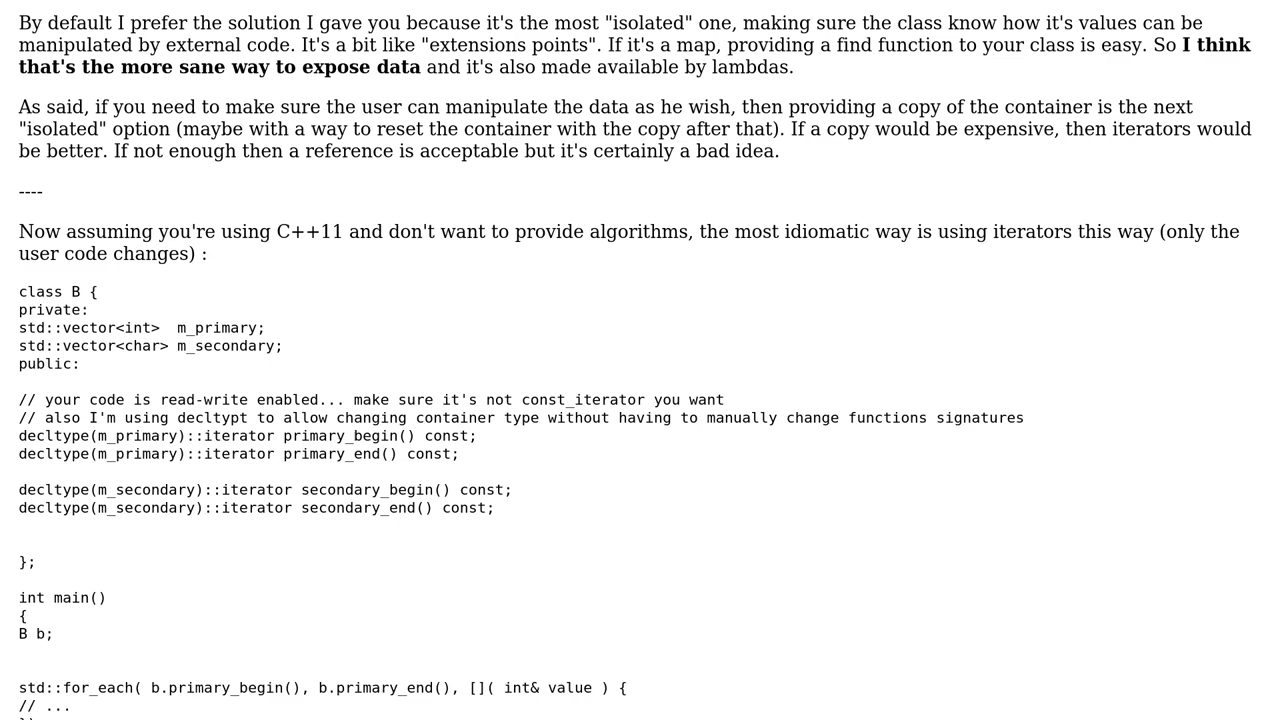 By default I prefer the solution I gave you because it's the most "isolated" one, making sure the class know how it's values can be
manipulated by external code. It's a bit like "extensions points". If it's a map, providing a find function to your class is easy. So I think
that's the more sane way to expose data and it's also made available by lambdas.
As said, if you need to make sure the user can manipulate the data as he wish, then providing a copy of the container is the next
"isolated" option (maybe with a way to reset the container with the copy after that). If a copy would be expensive, then iterators would
be better. If not enough then a reference is acceptable but it's certainly a bad idea.
----
Now assuming you're using C++11 and don't want to provide algorithms, the most idiomatic way is using iterators this way (only the
user code changes) :
class B {
private:
std::vector<int>  m_primary;
std::vector<char> m_secondary;
public:
// your code is read-write enabled... make sure it's not const_iterator you want
// also I'm using decltypt to allow changing container type without having to manually change functions signatures
decltype(m_primary)::iterator primary_begin() const;
decltype(m_primary)::iterator primary_end() const;
decltype(m_secondary)::iterator secondary_begin() const;
decltype(m_secondary)::iterator secondary_end() const;
};
int main()
{
B b;
std::for_each( b.primary_begin(), b.primary_end(), []( int& value ) {
// ...